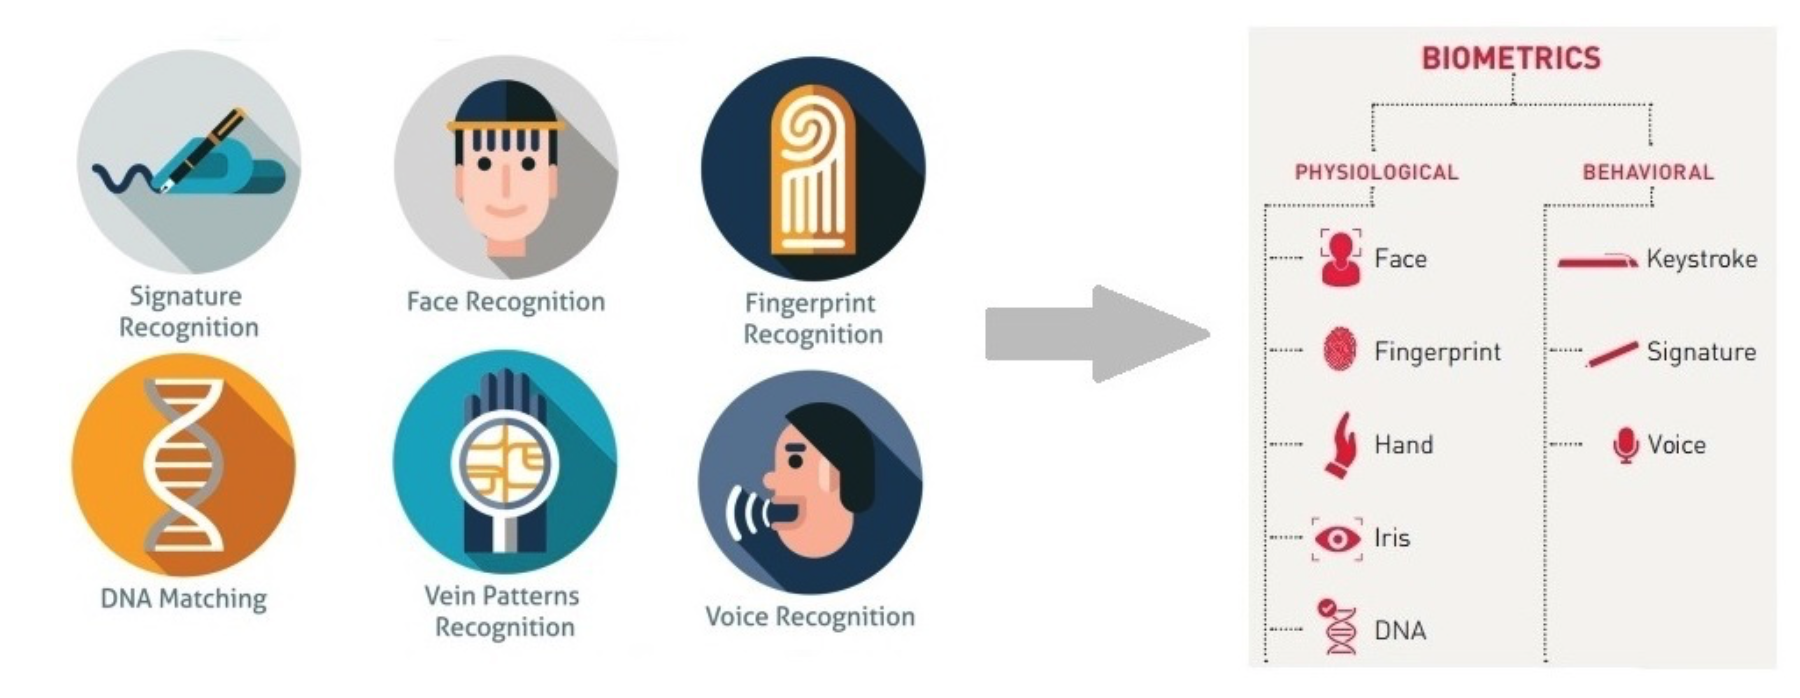 Signature
Recognition
Face Recognition
Fingerprint
Recognition
DNA Matching
Vein Patterns
Recognition
Voice Recognition
BIOMETRICS
PHYSIOLOGICAL
Face
Fingerprint
Hand
Iris
DNA
BEHAVIORAL
Keystroke
Signature
Voice